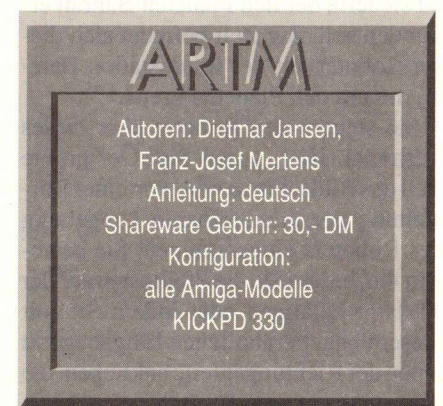 ARTM
Autoren: Dietmar Jansen,
Franz-Josef Mertens
Anleitung: deutsch
Shareware Gebühr: 30,- DM
Konfiguration:
alle Amiga-Modelle
KICKPD 330